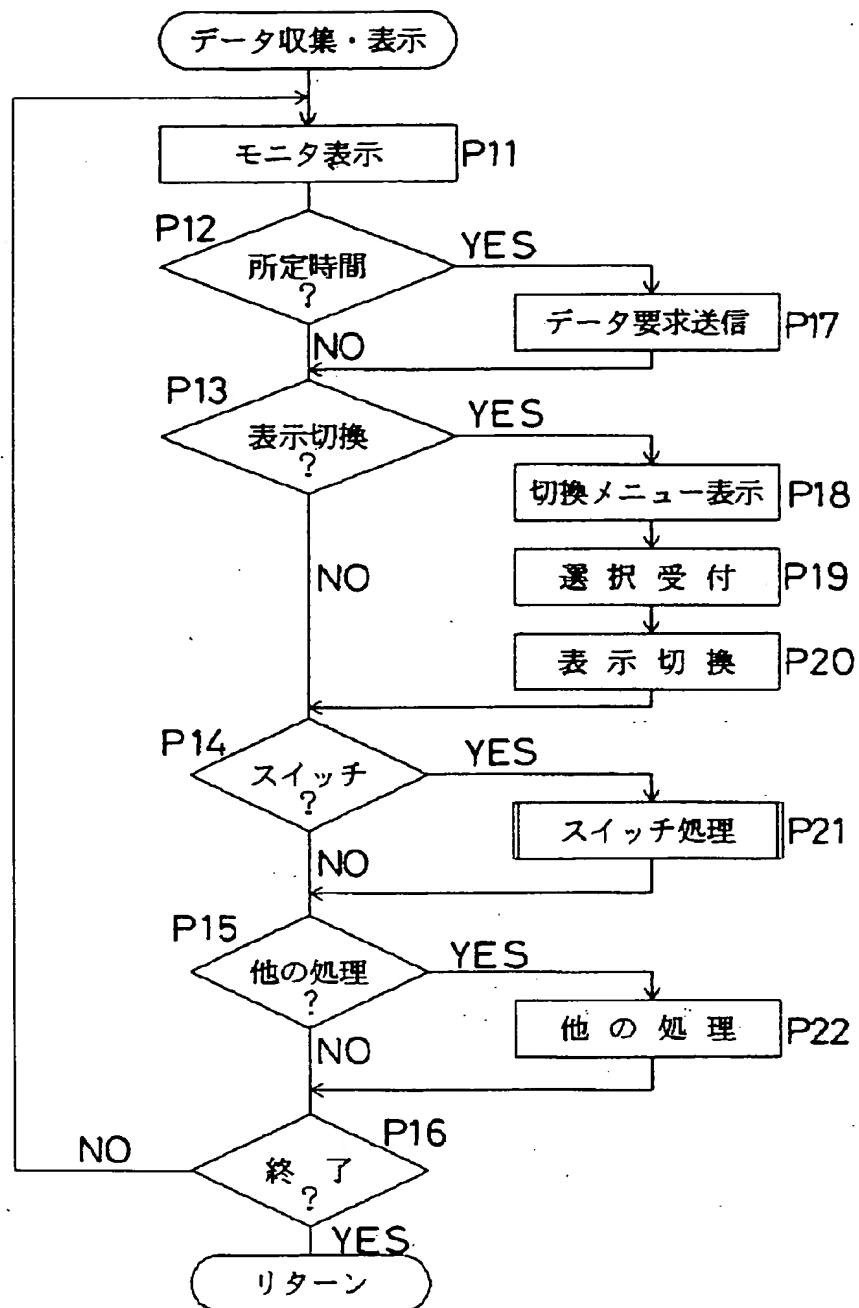 データ収集・表示
モニタ表示 P11
P12
所定時間
?
YES
データ要求送信 P17
NO
P13
表示切換
?
YES
切換メニュー表示 P18
選択受付 P19
表示切換 P20
NO
P14
スイッチ
?
YES
スイッチ処理 P21
NO
P15
他の処理
?
YES
他の処理 P22
NO
P16
終了
?
NO
YES
リターン